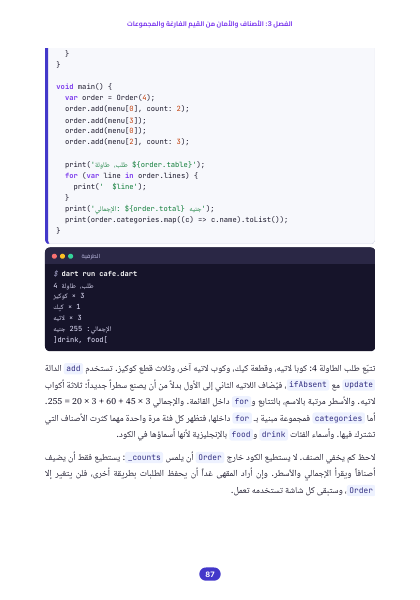 الفصل 3: الأصناف والأمان من القيم الفارغة والمجموعات
  }
}
void main() {
  var order = Order(4);
  order.add(menu[0], count: 2);
  order.add(menu[3]);
  order.add(menu[0]);
  order.add(menu[2], count: 3);
  print('طلب، طاولة ${order.table}');
  for (var line in order.lines) {
    print('  $line');
  }
  print('الإجمالي: ${order.total} جنيه');
  print(order.categories.map((c) => c.name).toList());
}
الطرفية
$ dart run cafe.dart
طلب، طاولة 4
3 × كوكيز
1 × كيك
3 × لاتيه
الإجمالي: 255 جنيه
[drink, food]
نتتبّع طلب الطاولة 4: كوبا لاتيه، وقطعة كيك، وكوب لاتيه آخر، وثلاث قطع كوكيز. تستخدم add الدالة
update مع ifAbsent، فيُضاف اللاتيه الثاني إلى الأول بدلاً من أن يصنع سطراً جديداً: ثلاثة أكواب
لاتيه. والأسطر مرتبة بالاسم، بالتتابع و for داخل القائمة. والإجمالي 3 × 45 + 60 + 3 × 20 = 255.
أما categories فمجموعة مبنية بـ for داخلها، فتظهر كل فئة مرة واحدة مهما كثرت الأصناف التي
تشترك فيها. وأسماء الفئات drink و food بالإنجليزية لأنها أسماؤها في الكود.
لاحظ كم يخفي الصنف. لا يستطيع الكود خارج Order أن يلمس _counts: يستطيع فقط أن يضيف
أصنافاً ويقرأ الإجمالي والأسطر. وإن أراد المقهى غداً أن يحفظ الطلبات بطريقة أخرى، فلن يتغير إلا
Order، وستبقى كل شاشة تستخدمه تعمل.
87